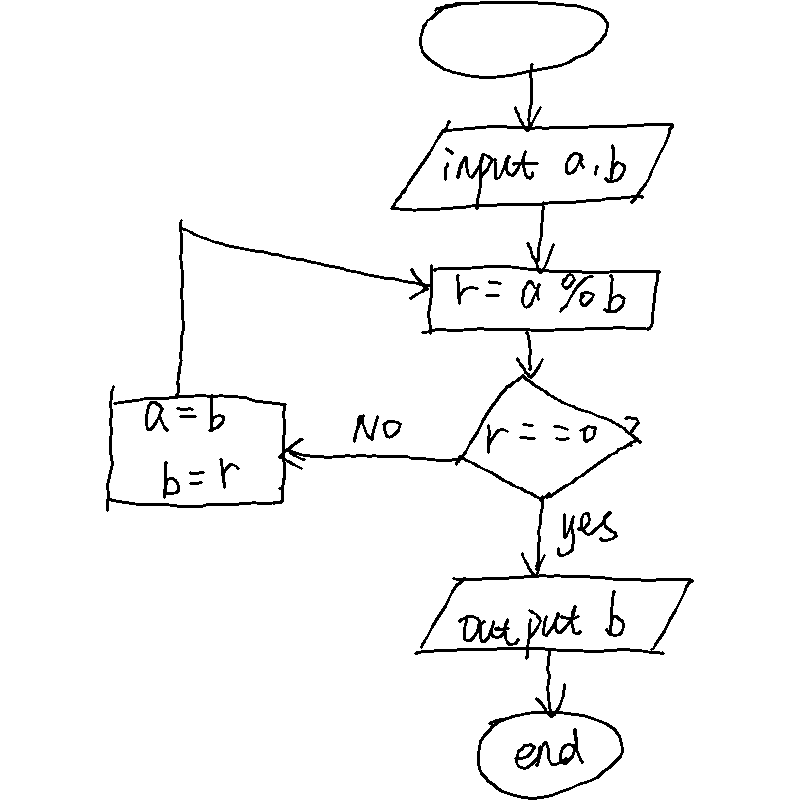 input a,b
r = a % b
r = = 0 ?
NO
a = b
b = r
yes
output b
end